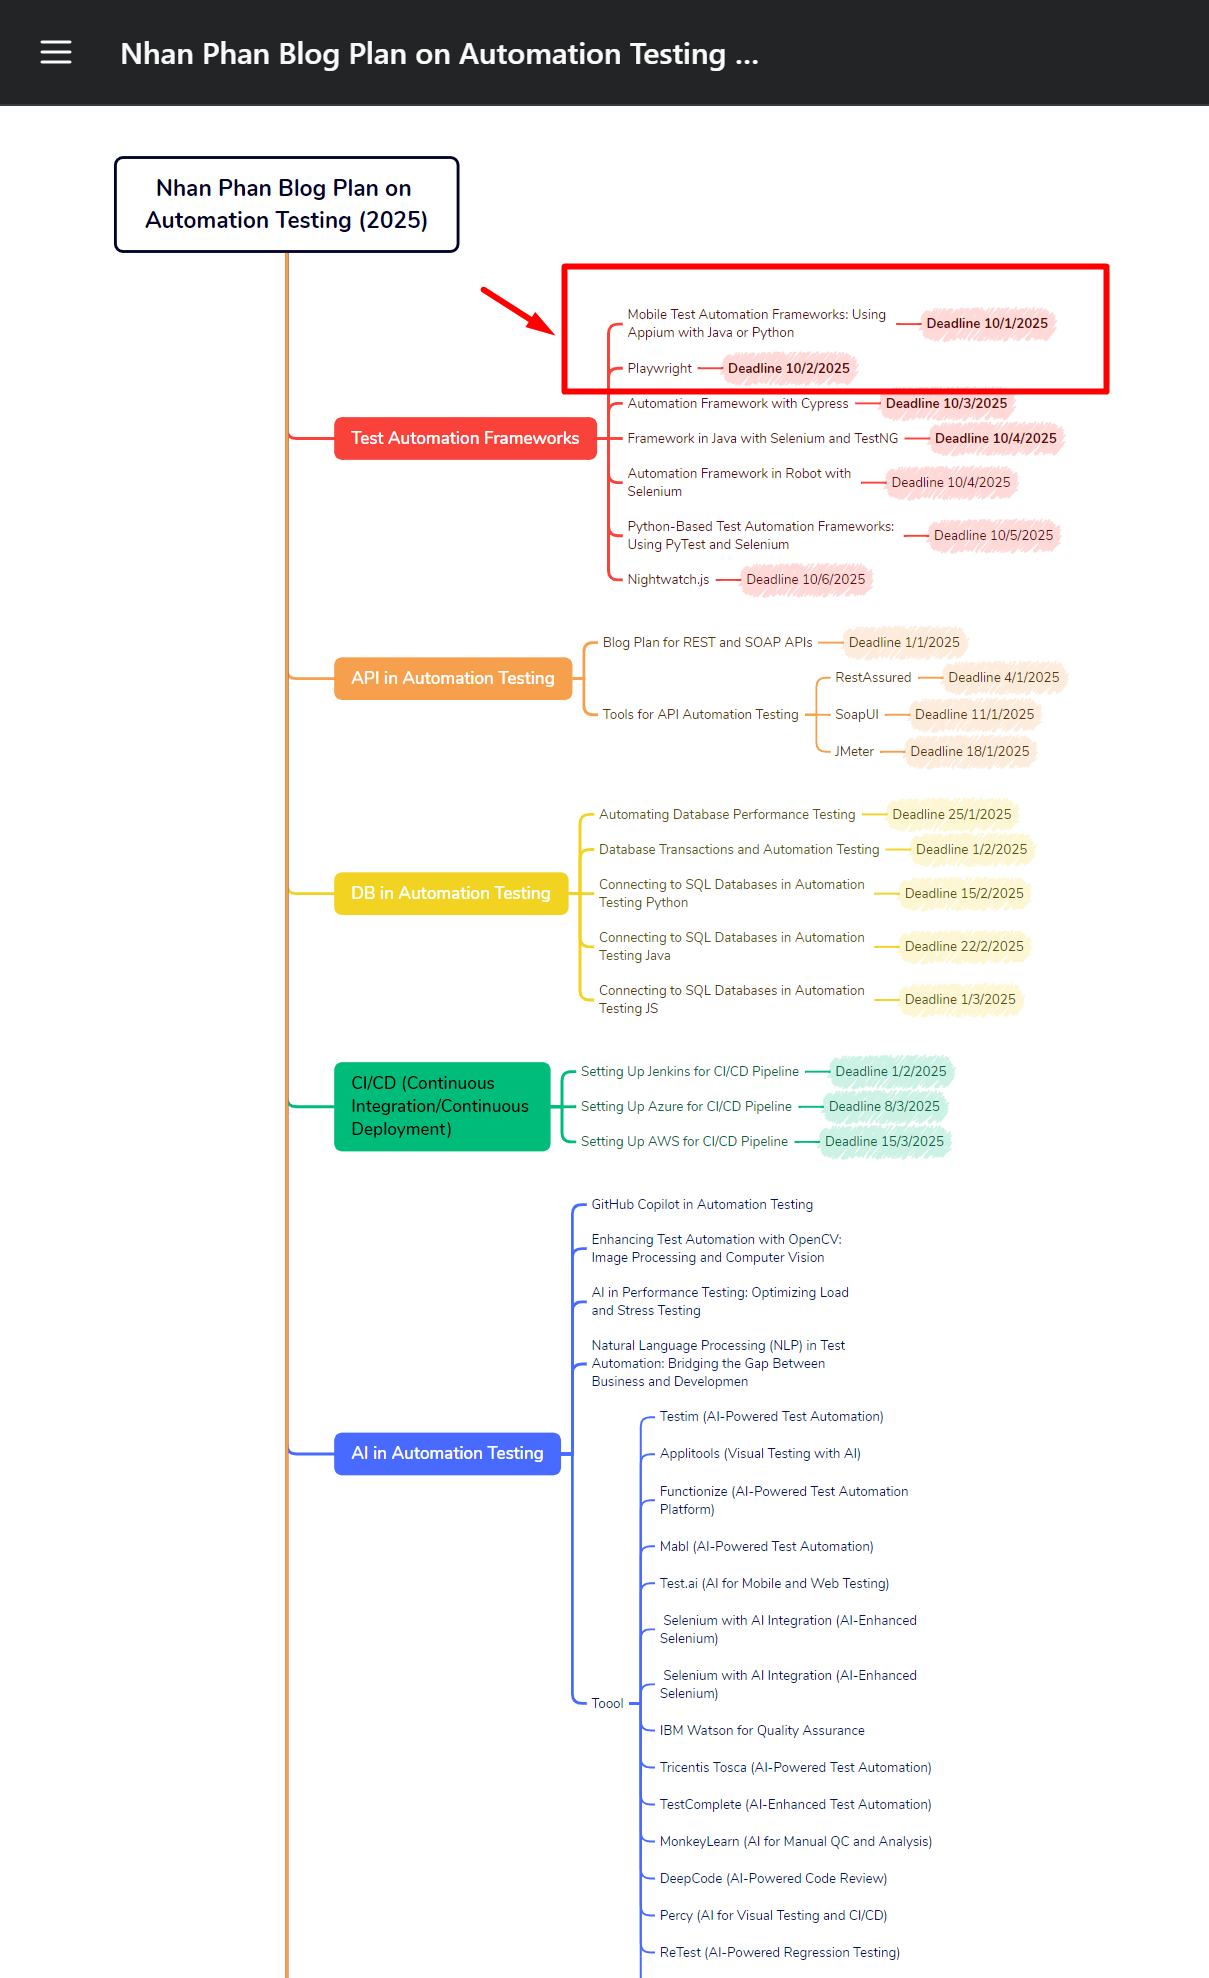 Nhan Phan Blog Plan on Automation Testing ...
Nhan Phan Blog Plan on
Automation Testing (2025)
Test Automation Frameworks
Mobile Test Automation Frameworks: Using
Appium with Java or Python
Deadline 10/1/2025
Playwright
Deadline 10/2/2025
Automation Framework with Cypress
Deadline 10/3/2025
Framework in Java with Selenium and TestNG
Deadline 10/4/2025
Automation Framework in Robot with
Selenium
Deadline 10/4/2025
Python-Based Test Automation Frameworks:
Using PyTest and Selenium
Deadline 10/5/2025
Nightwatch.js
Deadline 10/6/2025
API in Automation Testing
Blog Plan for REST and SOAP APIs
Deadline 1/1/2025
Tools for API Automation Testing
RestAssured
Deadline 4/1/2025
SoapUI
Deadline 11/1/2025
JMeter
Deadline 18/1/2025
DB in Automation Testing
Automating Database Performance Testing
Deadline 25/1/2025
Database Transactions and Automation Testing
Deadline 1/2/2025
Connecting to SQL Databases in Automation
Testing Python
Deadline 15/2/2025
Connecting to SQL Databases in Automation
Testing Java
Deadline 22/2/2025
Connecting to SQL Databases in Automation
Testing JS
Deadline 1/3/2025
CI/CD (Continuous
Integration/Continuous
Deployment)
Setting Up Jenkins for CI/CD Pipeline
Deadline 1/2/2025
Setting Up Azure for CI/CD Pipeline
Deadline 8/3/2025
Setting Up AWS for CI/CD Pipeline
Deadline 15/3/2025
AI in Automation Testing
GitHub Copilot in Automation Testing
Enhancing Test Automation with OpenCV:
Image Processing and Computer Vision
AI in Performance Testing: Optimizing Load
and Stress Testing
Natural Language Processing (NLP) in Test
Automation: Bridging the Gap Between
Business and Developmen
Toool
Testim (AI-Powered Test Automation)
Applitools (Visual Testing with AI)
Functionize (AI-Powered Test Automation
Platform)
Mabl (AI-Powered Test Automation)
Test.ai (AI for Mobile and Web Testing)
Selenium with AI Integration (AI-Enhanced
Selenium)
Selenium with AI Integration (AI-Enhanced
Selenium)
IBM Watson for Quality Assurance
Tricentis Tosca (AI-Powered Test Automation)
TestComplete (AI-Enhanced Test Automation)
MonkeyLearn (AI for Manual QC and Analysis)
DeepCode (AI-Powered Code Review)
Percy (AI for Visual Testing and CI/CD)
ReTest (AI-Powered Regression Testing)